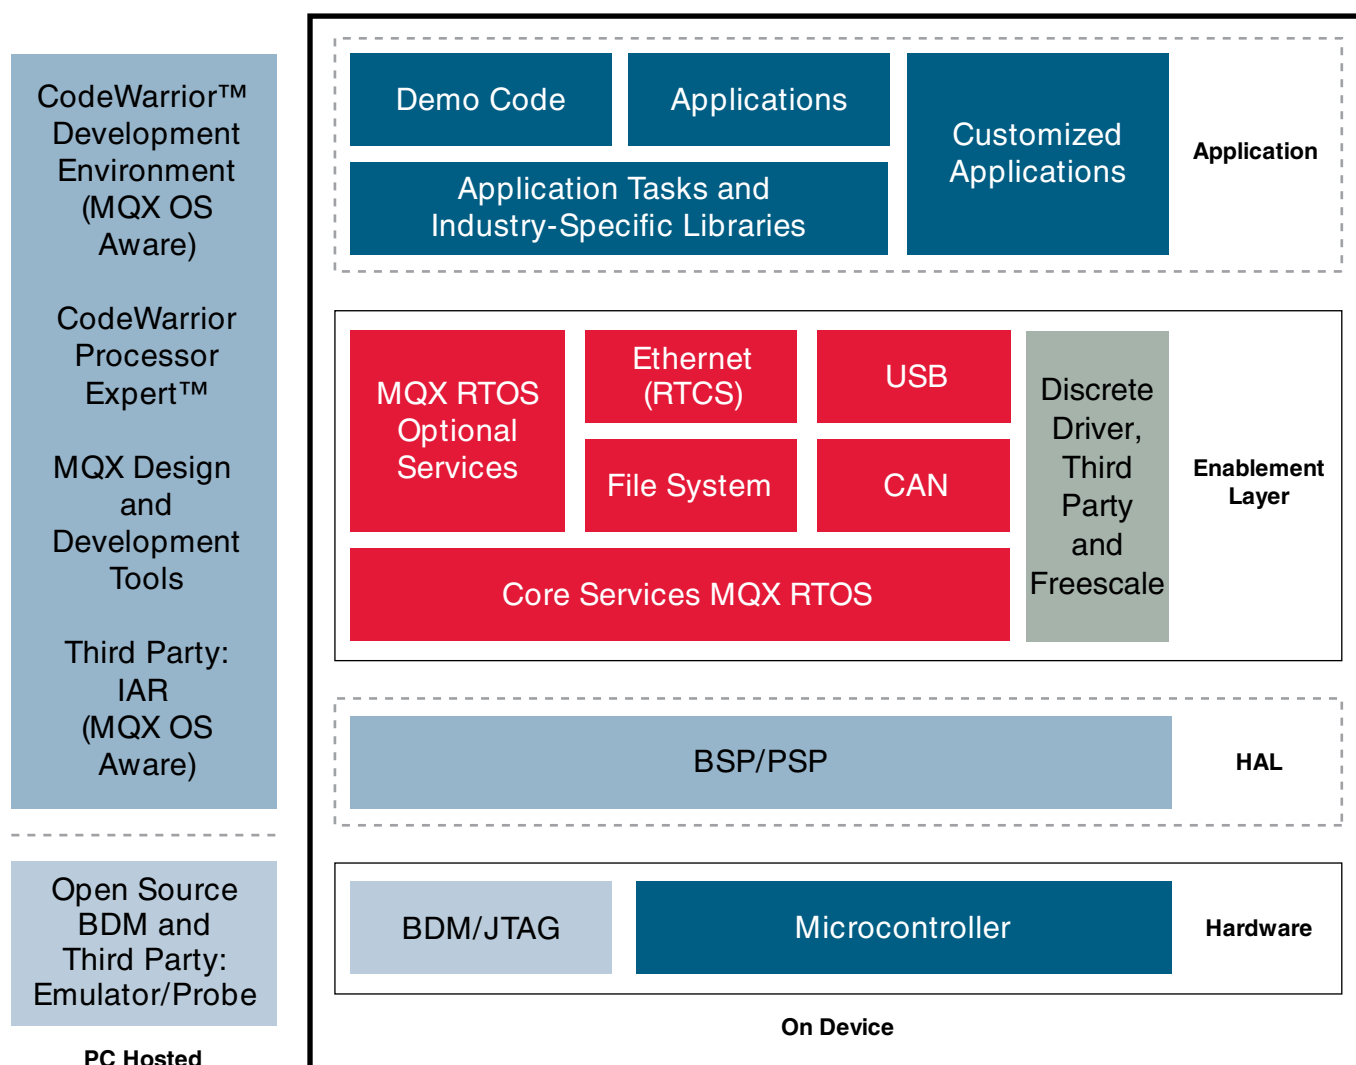 CodeWarrior™
Development
Environment
(MQX OS
Aware)
CodeWarrior
Processor
Expert™
MQX Design
and
Development
Tools
Third Party:
IAR
(MQX OS
Aware)
Open Source
BDM and
Third Party:
Emulator/Probe
PC Hosted
Demo Code
Applications
Customized
Applications
Application Tasks and
Industry-Specific Libraries
Application
MQX RTOS
Optional
Services
Ethernet
(RTCS)
USB
File System
CAN
Core Services MQX RTOS
Discrete
Driver,
Third
Party
and
Freescale
Enablement
Layer
BSP/PSP
HAL
BDM/JTAG
Microcontroller
Hardware
On Device